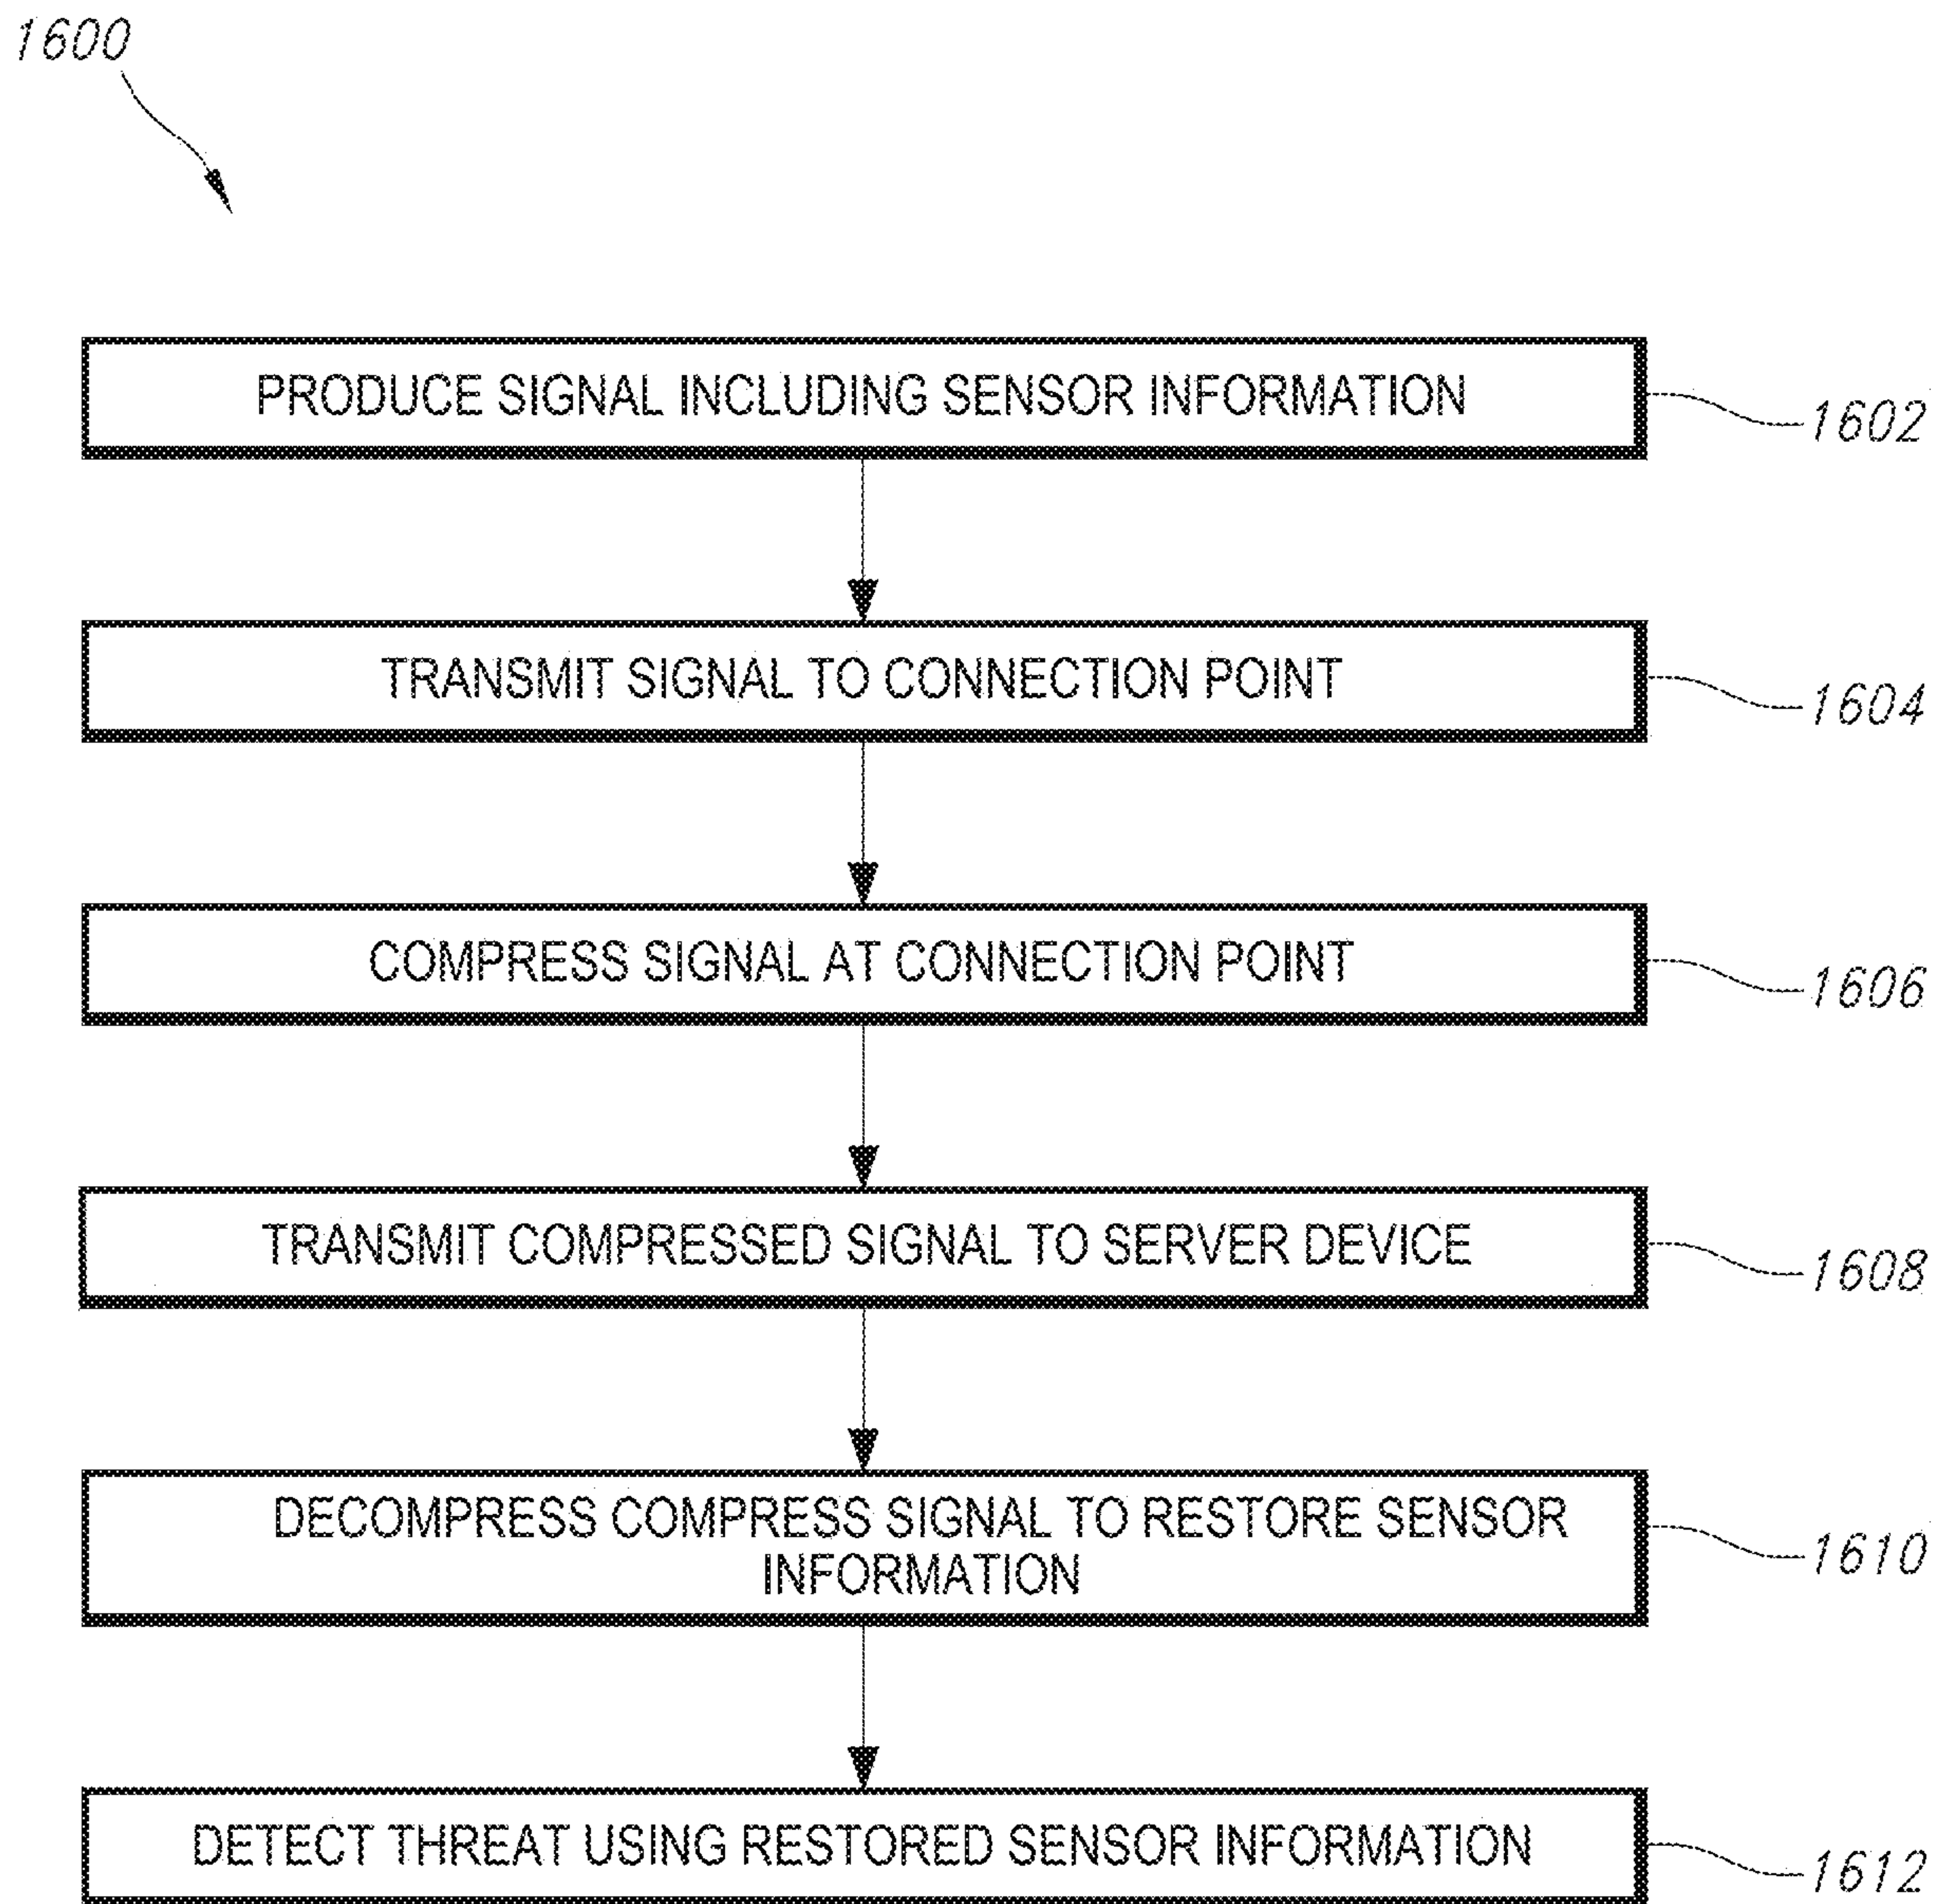 1600
PRODUCE SIGNAL INCLUDING SENSOR INFORMATION
1602
TRANSMIT SIGNAL TO CONNECTION POINT
1604
COMPRESS SIGNAL AT CONNECTION POINT
1606
TRANSMIT COMPRESSED SIGNAL TO SERVER DEVICE
1608
DECOMPRESS COMPRESS SIGNAL TO RESTORE SENSOR
INFORMATION
1610
DETECT THREAT USING RESTORED SENSOR INFORMATION
1612